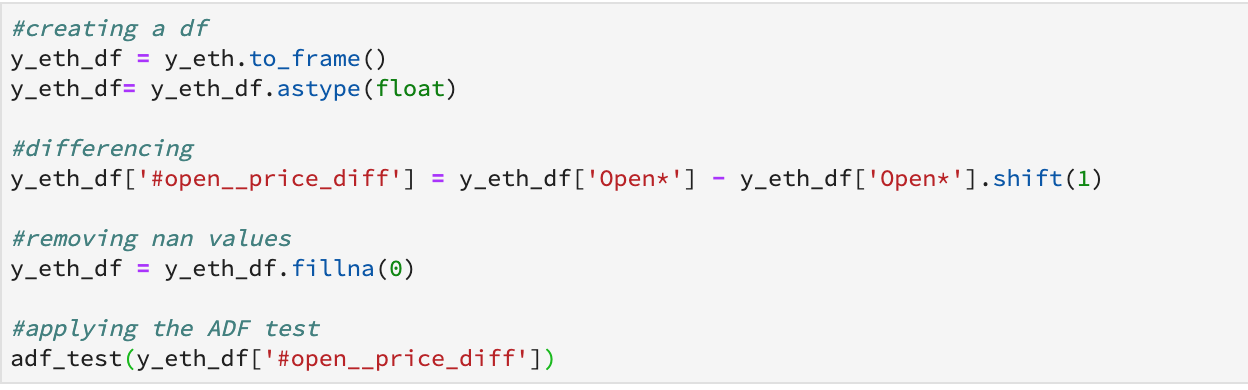 #creating a df
y_eth_df = y_eth.to_frame()
y_eth_df= y_eth_df.astype(float)
#differencing
y_eth_df['#open__price_diff'] = y_eth_df['Open*'] - y_eth_df['Open*'].shift(1)
#removing nan values
y_eth_df = y_eth_df.fillna(0)
#applying the ADF test
adf_test(y_eth_df['#open__price_diff'])